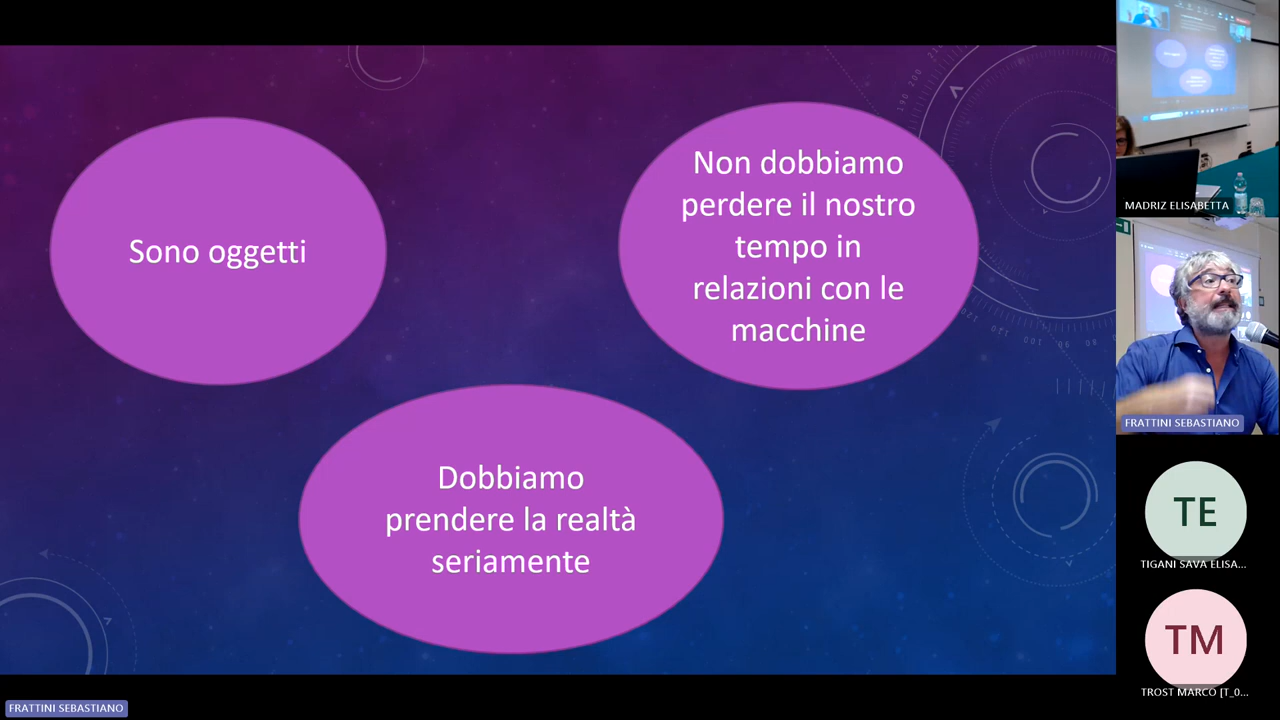 Sono oggetti
Non dobbiamo
perdere il nostro
tempo in
relazioni con le
macchine
Dobbiamo
prendere la realtà
seriamente
MADRIZ ELISABETTA
FRATTINI SEBASTIANO
TE
TIGANI SAVA ELISA...
TM
TROST MARCO [T_0...
FRATTINI SEBASTIANO